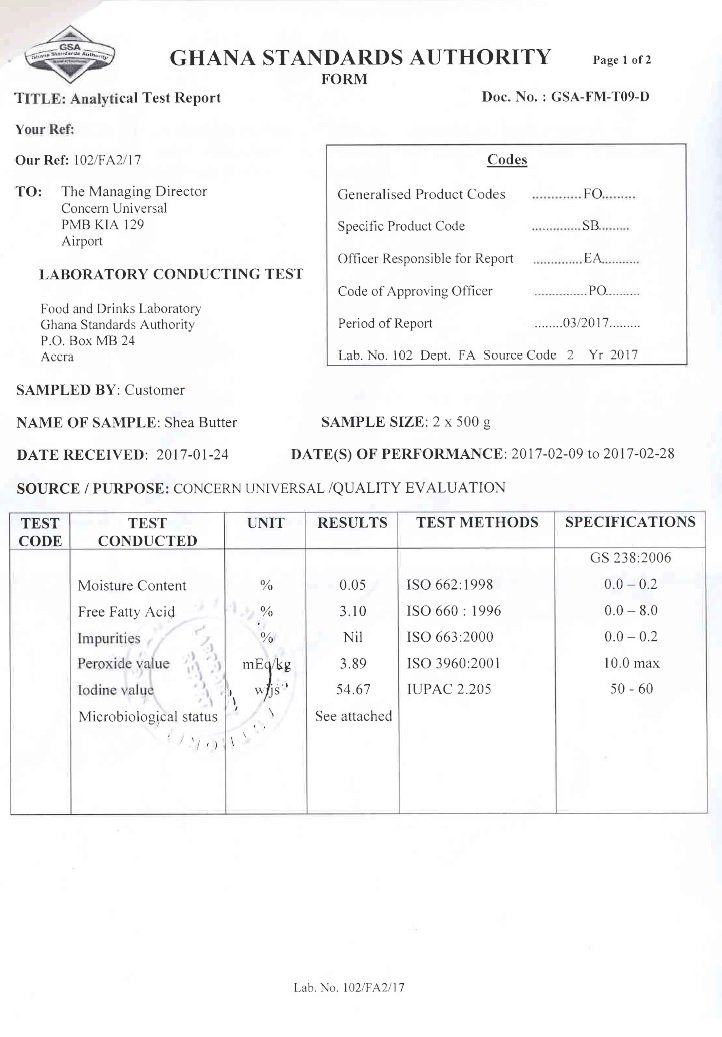 GSA
Ghana Standards Authority
GHANA STANDARDS AUTHORITY
Page 1 of 2
FORM
TITLE: Analytical Test Report
Doc. No. : GSA-FM-T09-D
Your Ref:
Our Ref: 102/FA2/17
TO: The Managing Director
Concern Universal
PMB KIA 129
Airport
LABORATORY CONDUCTING TEST
Food and Drinks Laboratory
Ghana Standards Authority
P.O. Box MB 24
Accra
Codes
Generalised Product Codes .............FO.........
Specific Product Code .............SB........
Officer Responsible for Report .............EA..........
Code of Approving Officer ..............PO.........
Period of Report ........03/2017........
Lab. No. 102 Dept. FA Source Code 2 Yr 2017
SAMPLED BY: Customer
NAME OF SAMPLE: Shea Butter SAMPLE SIZE: 2 x 500 g
DATE RECEIVED: 2017-01-24 DATE(S) OF PERFORMANCE: 2017-02-09 to 2017-02-28
SOURCE / PURPOSE: CONCERN UNIVERSAL /QUALITY EVALUATION
TEST CODE TEST CONDUCTED UNIT RESULTS TEST METHODS SPECIFICATIONS
GS 238:2006
Moisture Content % 0.05 ISO 662:1998 0.0 – 0.2
Free Fatty Acid % 3.10 ISO 660 : 1996 0.0 – 8.0
Impurities % Nil ISO 663:2000 0.0 – 0.2
Peroxide value mEq/kg 3.89 ISO 3960:2001 10.0 max
Iodine value wijs 54.67 IUPAC 2.205 50 - 60
Microbiological status See attached
Lab. No. 102/FA2/17